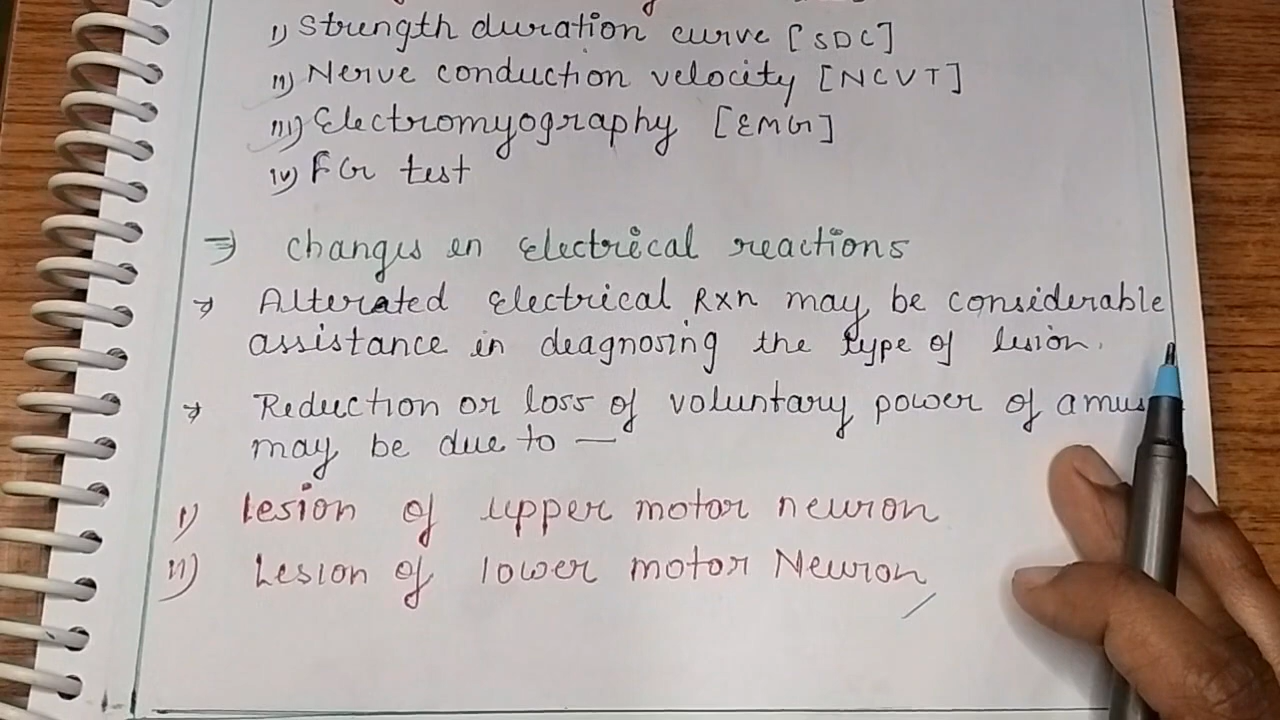 i) Strength duration curve [SDC]
ii) Nerve conduction velocity [NCVT]
iii) Electromyography [EMG]
iv) FG test
⇒ Changes in Electrical reactions
→ Alterated Electrical Rxn may be considerable
assistance in deagnosing the type of lesion.
→ Reduction or loss of voluntary power of a mus
may be due to —
i) Lesion of upper motor neuron
ii) Lesion of lower motor Neuron